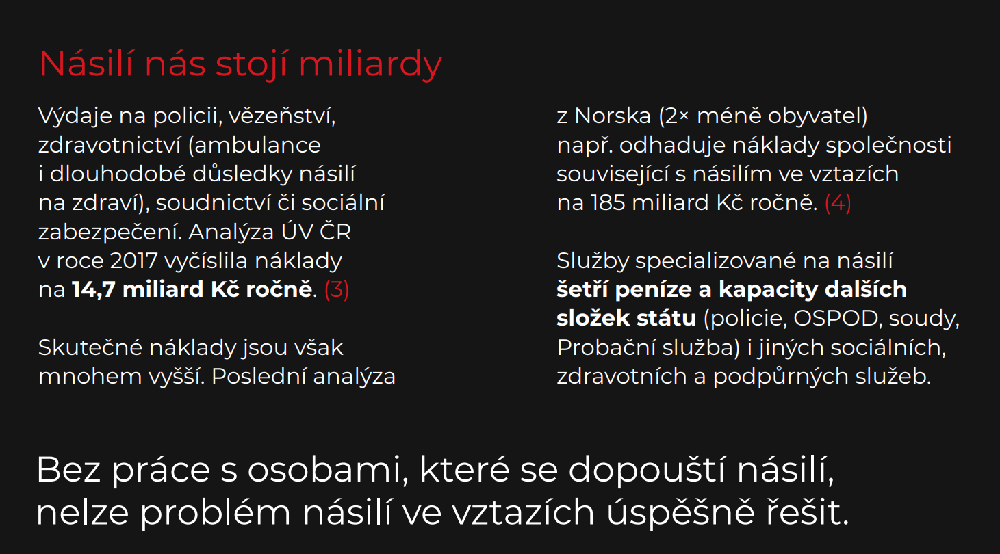 Násilí nás stojí miliardy
Výdaje na policii, vězeňství,
zdravotnictví (ambulance
i dlouhodobé důsledky násilí
na zdraví), soudnictví či sociální
zabezpečení. Analýza ÚV ČR
v roce 2017 vyčíslila náklady
na 14,7 miliard Kč ročně. (3)
Skutečné náklady jsou však
mnohem vyšší. Poslední analýza
z Norska (2× méně obyvatel)
např. odhaduje náklady společnosti
související s násilím ve vztazích
na 185 miliard Kč ročně. (4)
Služby specializované na násilí
šetří peníze a kapacity dalších
složek státu (policie, OSPOD, soudy,
Probační služba) i jiných sociálních,
zdravotních a podpůrných služeb.
Bez práce s osobami, které se dopouští násilí,
nelze problém násilí ve vztazích úspěšně řešit.